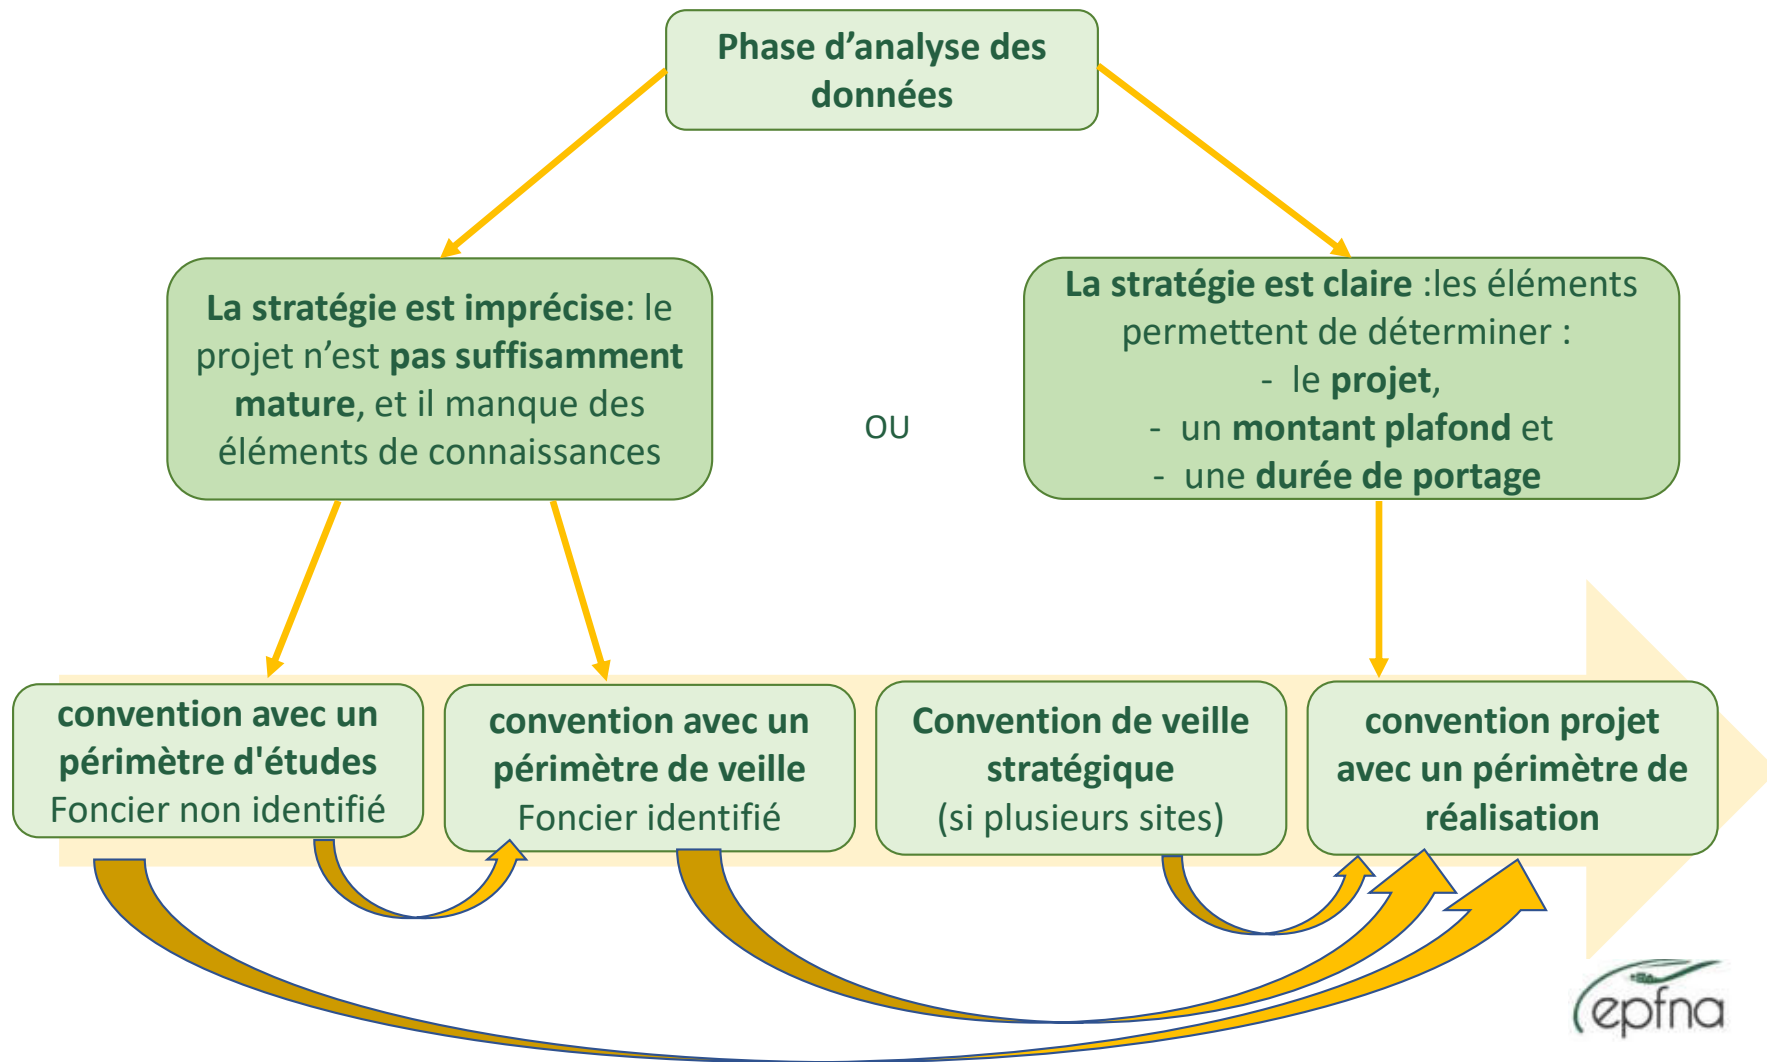 Phase d’analyse des
données
La stratégie est imprécise: le
projet n’est pas suffisamment
mature, et il manque des
éléments de connaissances
OU
La stratégie est claire :les éléments
permettent de déterminer :
- le projet,
- un montant plafond et
- une durée de portage
convention avec un
périmètre d'études
Foncier non identifié
convention avec un
périmètre de veille
Foncier identifié
Convention de veille
stratégique
(si plusieurs sites)
convention projet
avec un périmètre de
réalisation
epfna